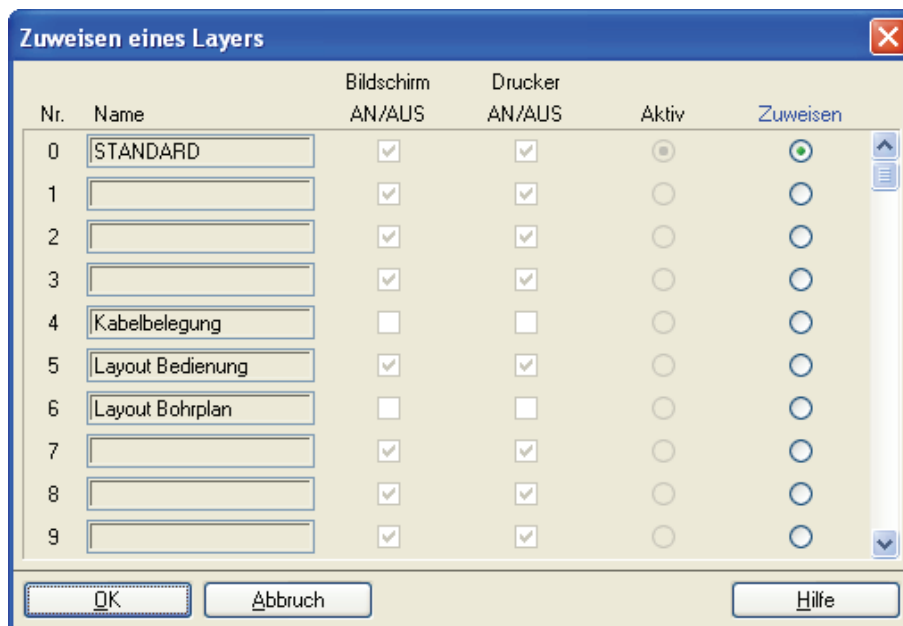 Zuweisen eines Layers
Bildschirm Drucker
Nr. Name AN/AUS AN/AUS Aktiv Zuweisen
0 STANDARD
1
2
3
4 Kabelbelegung
5 Layout Bedienung
6 Layout Bohrplan
7
8
9
OK Abbruch Hilfe